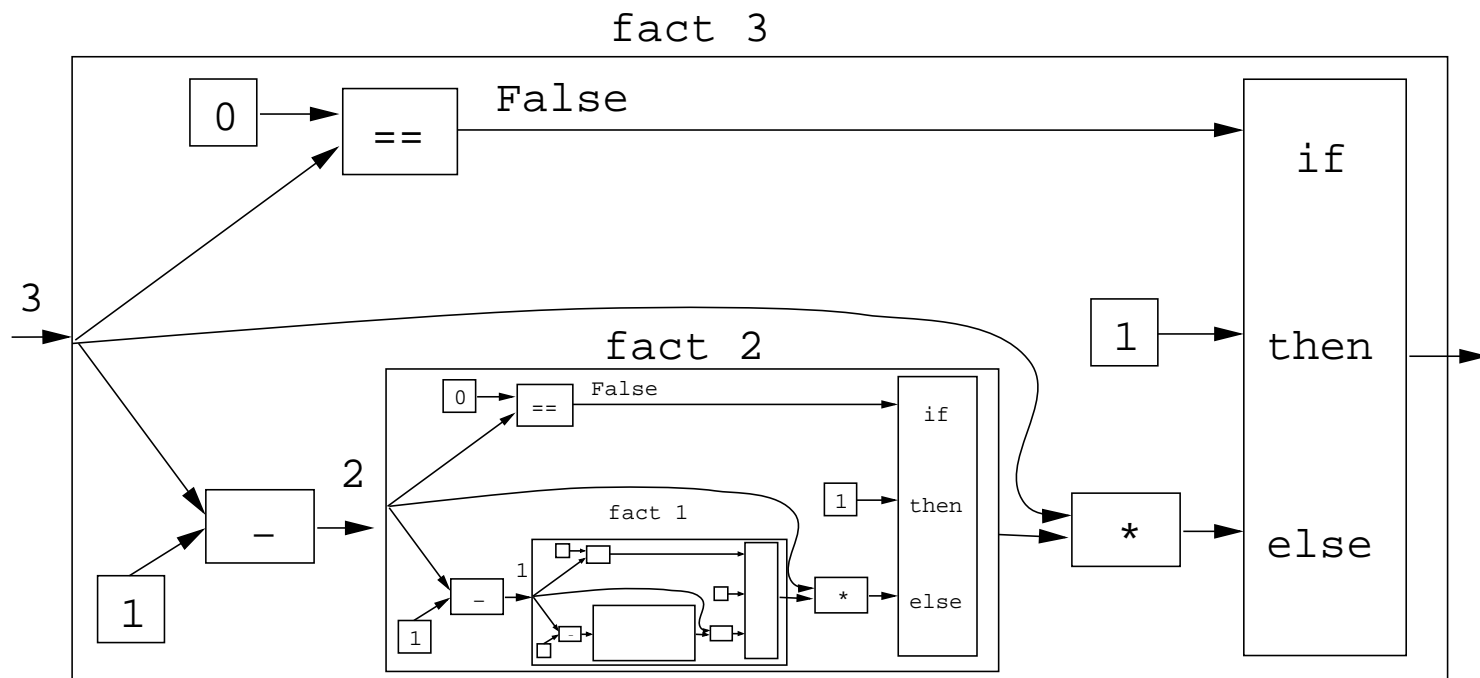 fact 3
0
==
False
if
3
1
then
fact 2
0
==
False
if
2
1
then
fact 1
-
*
else
1
1
-
*
else
1
-